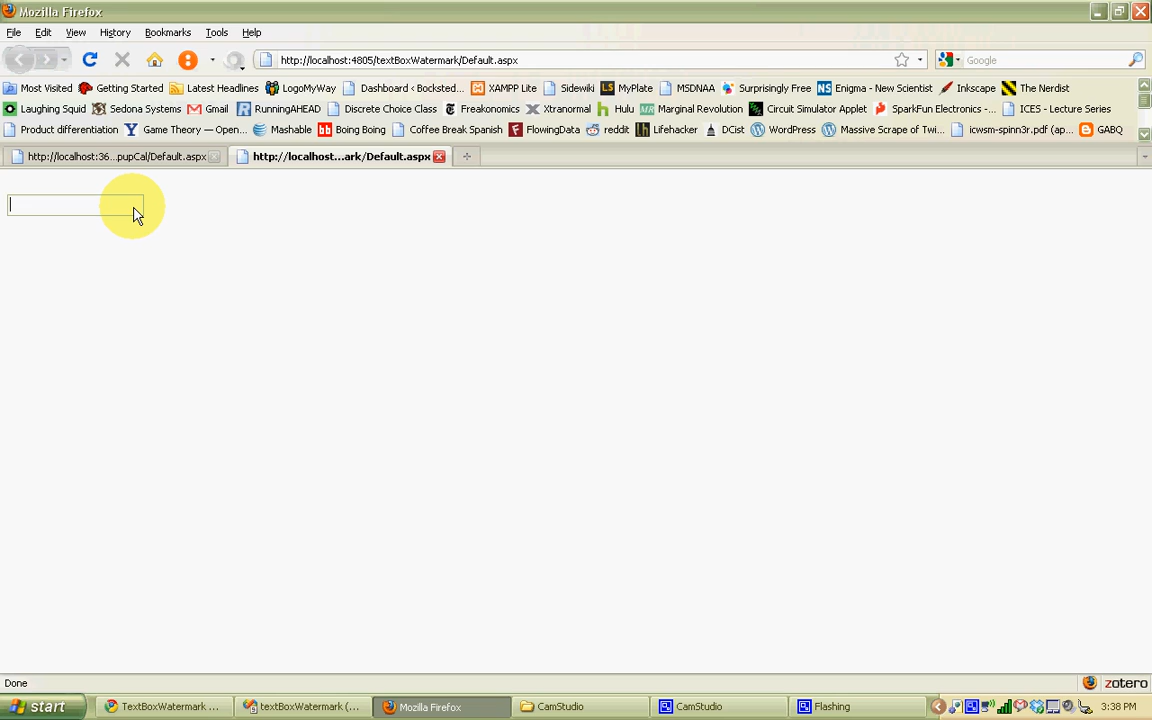 Mozilla Firefox
File Edit View History Bookmarks Tools Help
http://localhost:4805/textBoxWatermark/Default.aspx Google
Most Visited Getting Started Latest Headlines LogoMyWay Dashboard ‹ Bocksted... XAMPP Lite Sidewiki LS MyPlate MSDNAA Surprisingly Free NS Enigma - New Scientist Inkscape The Nerdist
Laughing Squid Sedona Systems Gmail RunningAHEAD Discrete Choice Class Freakonomics Xtranormal h Hulu MR Marginal Revolution Circuit Simulator Applet SparkFun Electronics -... ICES - Lecture Series
Product differentiation Game Theory — Open... Mashable bb Boing Boing Coffee Break Spanish F FlowingData reddit Lifehacker DCist WordPress Massive Scrape of Twi... icwsm-spinn3r.pdf (ap... GABQ
http://localhost:36...pupCal/Default.aspx http://localhost...ark/Default.aspx
Done zotero
start TextBoxWatermark ... textBoxWatermark (... Mozilla Firefox CamStudio CamStudio Flashing 3:38 PM